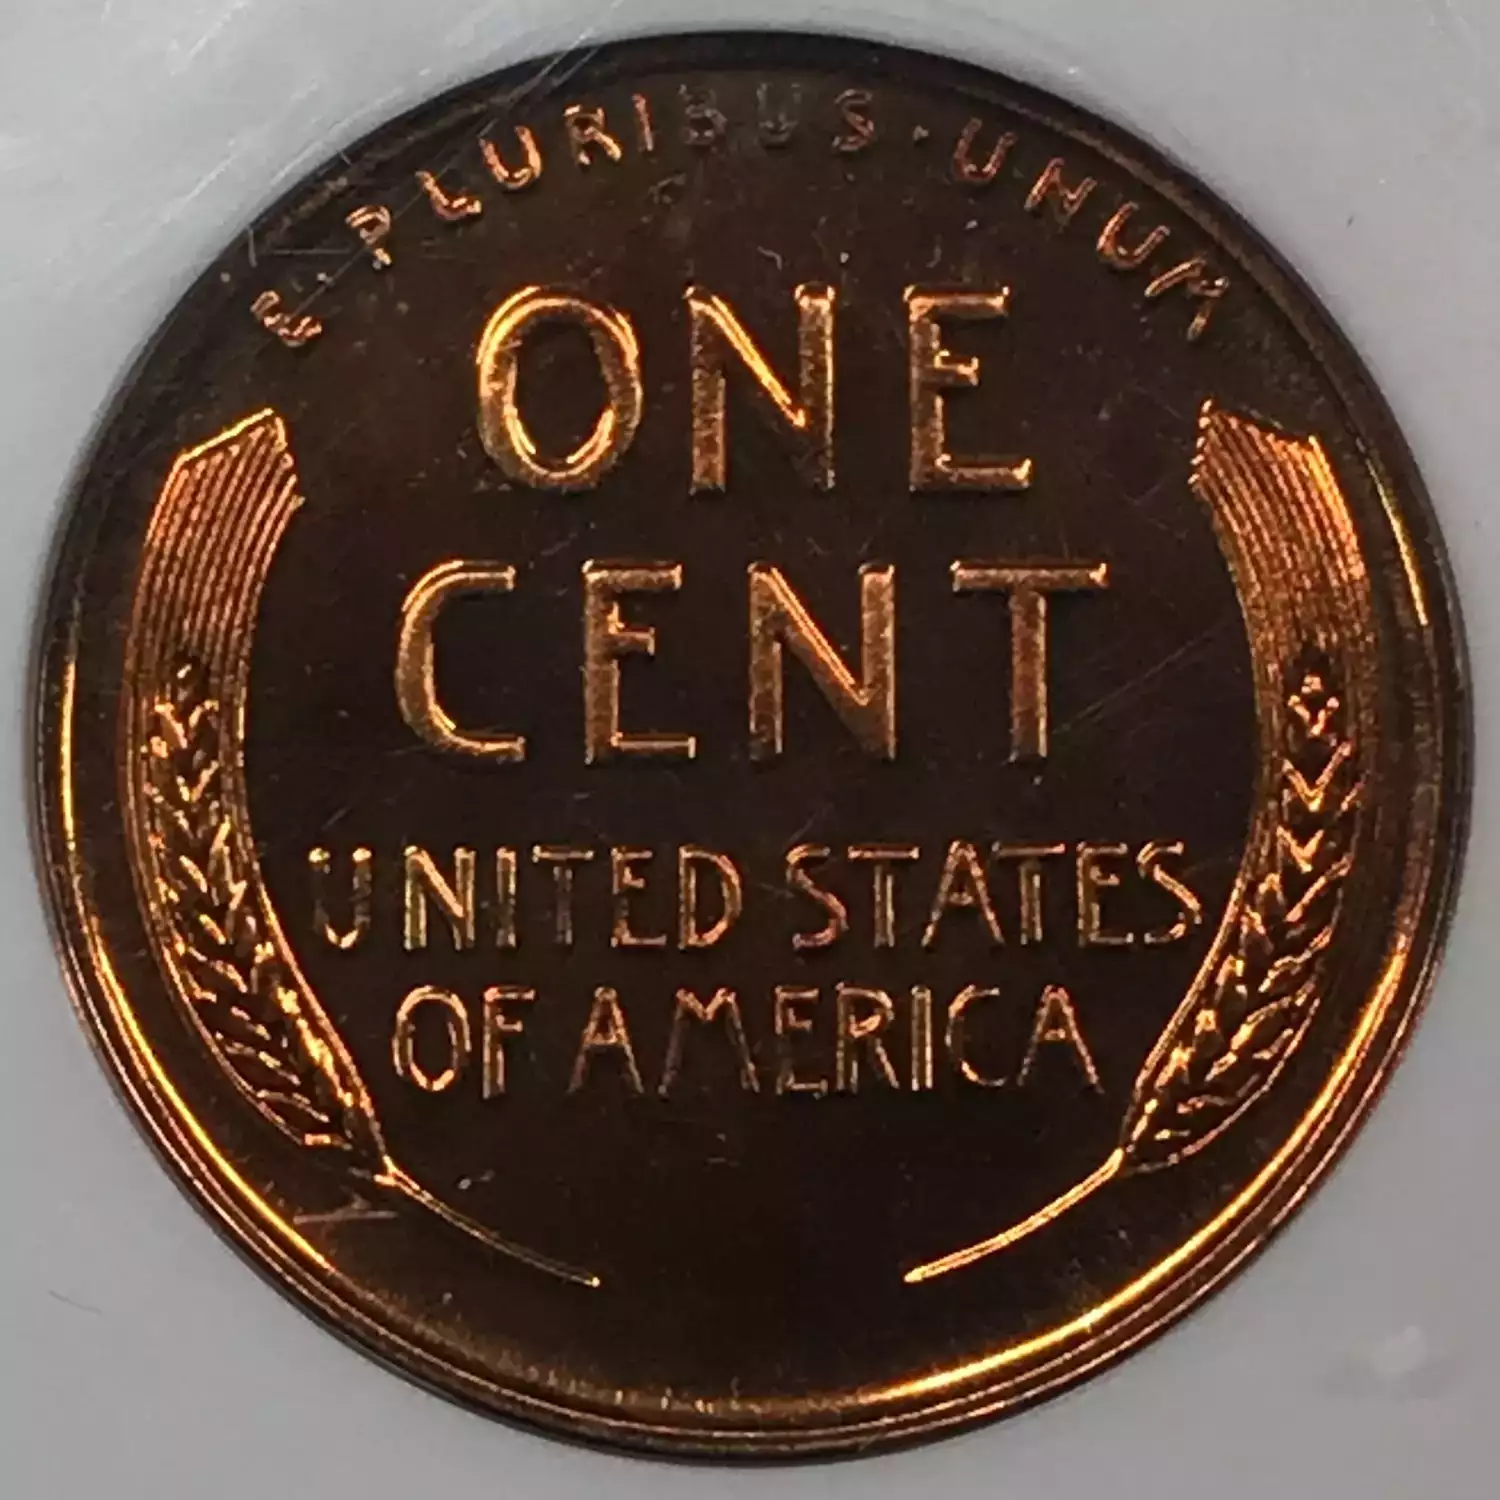 E·PLURIBUS·UNUM
ONE
CENT
UNITED STATES
OF AMERICA